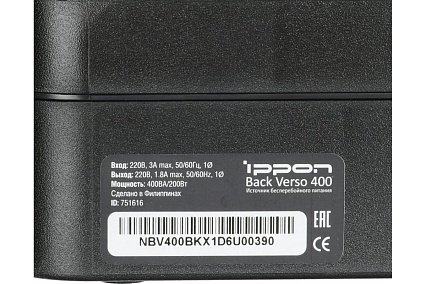 Вход: 220В, 3A max, 50/60Гц, 1Ø
Выход: 220В, 1.8A max, 50/60Hz, 1Ø
Мощность: 400ВА/200Вт
Сделано в Филиппинах
ID: 751616
ippon
Back Verso 400
Источник бесперебойного питания
NBV400BKX1D6U00390
EAC
CE